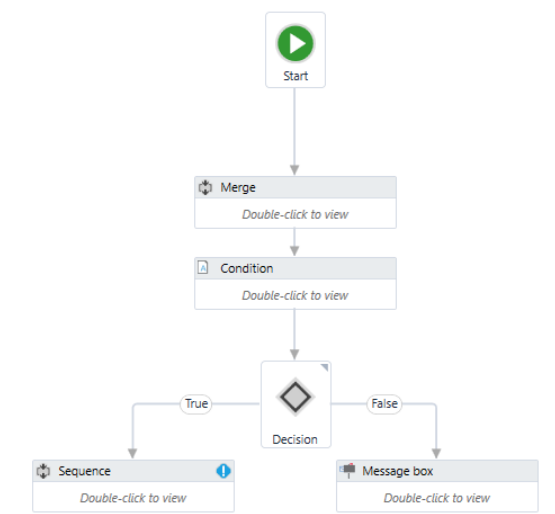 Start
Merge
Double-click to view
Condition
Double-click to view
True
False
Decision
Sequence
Message box
Double-click to view
Double-click to view